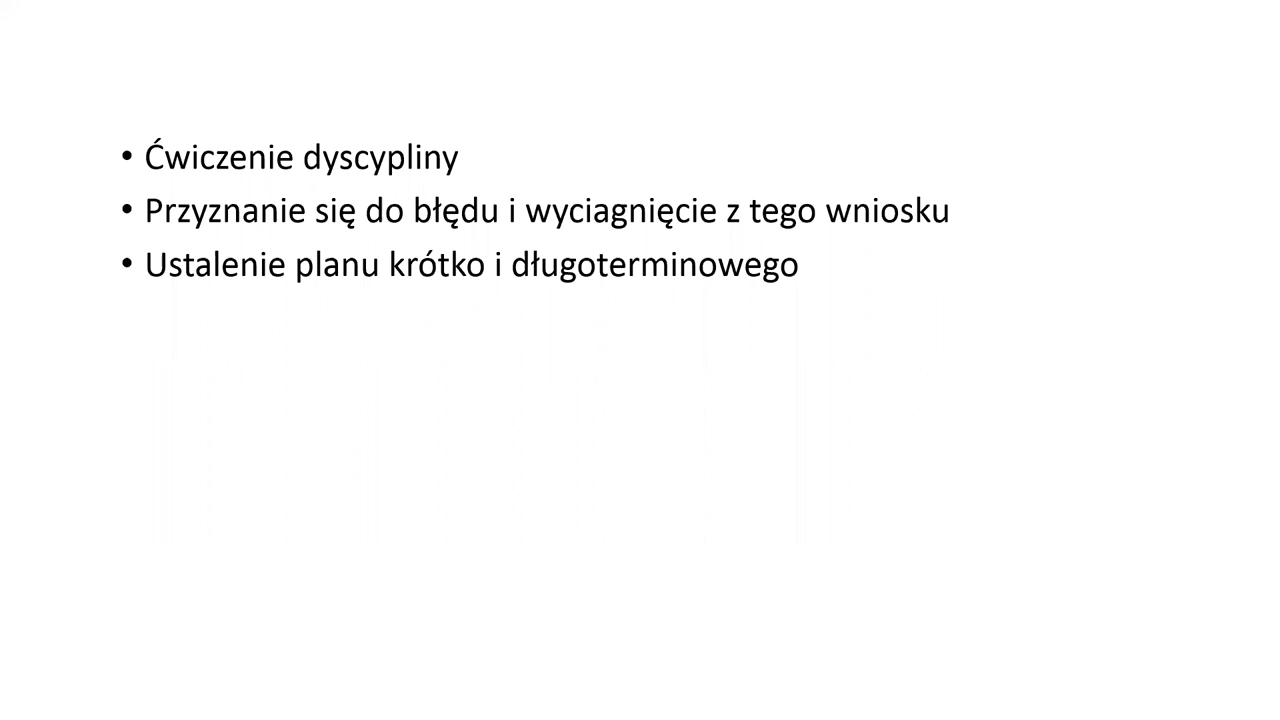 • Ćwiczenie dyscypliny
• Przyznanie się do błędu i wyciagnięcie z tego wniosku
• Ustalenie planu krótko i długoterminowego